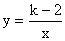 y = (k − 2)/x